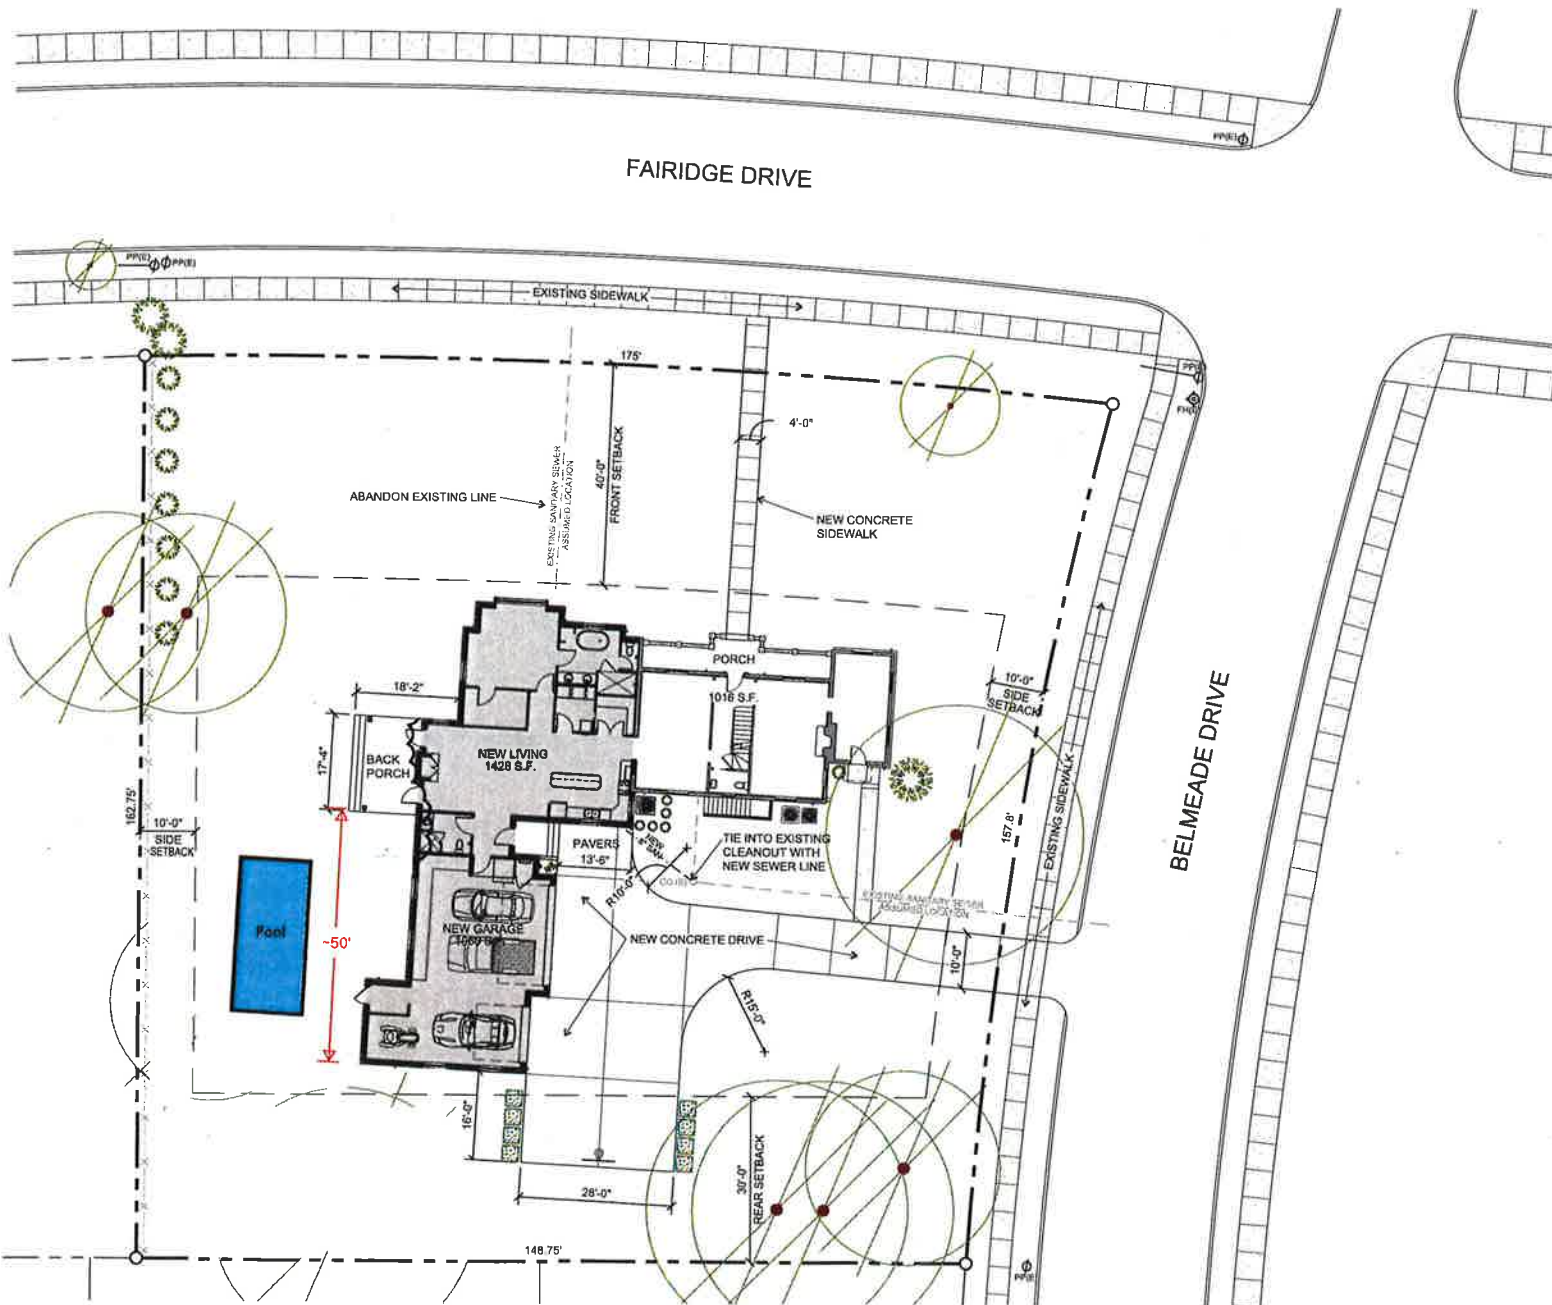 PP(E)
FAIRIDGE DRIVE
PP(E)
PP(E)
EXISTING SIDEWALK
175'
4'-0"
40'-0"
FRONT SETBACK
EXISTING SANITARY SEWER
ASSUMED LOCATION
ABANDON EXISTING LINE
NEW CONCRETE
SIDEWALK
PORCH
1016 S.F.
10'-0"
SIDE
SETBACK
BELMEADE DRIVE
18'-2"
17'-4"
BACK
PORCH
NEW LIVING
1428 S.F.
162.75'
10'-0"
SIDE
SETBACK
PAVERS
13'-6"
R10'-0"
TIE INTO EXISTING
CLEANOUT WITH
NEW SEWER LINE
157.8'
EXISTING SIDEWALK
EXISTING SANITARY SEWER
ASSUMED LOCATION
Pool
~50'
NEW GARAGE
NEW CONCRETE DRIVE
10'-0"
R15'-0"
16'-0"
28'-0"
30'-0"
REAR SETBACK
148.75'
PP(E)